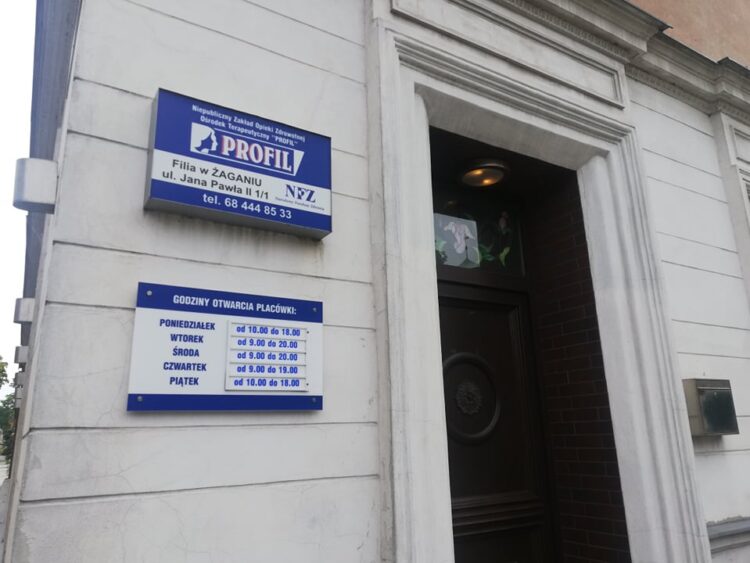 Niepubliczny Zakład Opieki Zdrowotnej
Ośrodek Terapeutyczny "PROFIL"
PROFIL
Filia w ŻAGANIU
ul. Jana Pawła II 1/1
NFZ
Narodowy Fundusz Zdrowia
tel. 68 444 85 33
GODZINY OTWARCIA PLACÓWKI:
PONIEDZIAŁEK od 10.00 do 18.00
WTOREK od 9.00 do 20.00
ŚRODA od 9.00 do 20.00
CZWARTEK od 9.00 do 19.00
PIĄTEK od 10.00 do 18.00